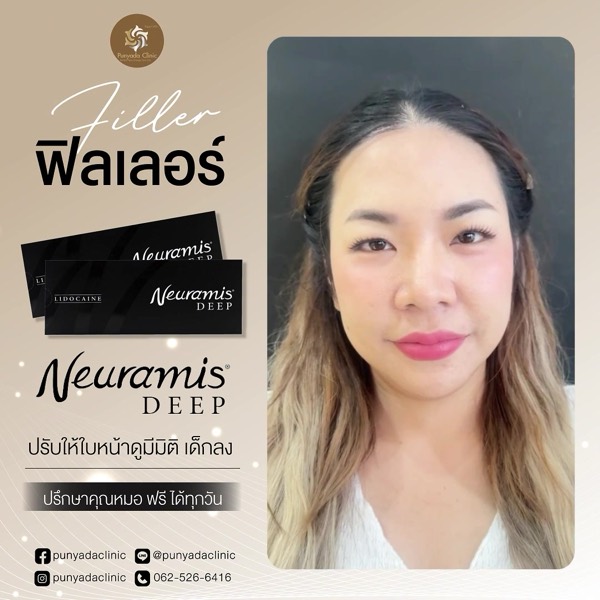 Punyada Clinic
Filler
ฟิลเลอร์
Neuramis®
DEEP
LIDOCAINE
Neuramis®
DEEP
Neuramis®
DEEP
ปรับให้ใบหน้าดูมีมิติ เด็กลง
ปรึกษาคุณหมอ ฟรี ได้ทุกวัน
punyadaclinic
@punyadaclinic
punyadaclinic
062-526-6416